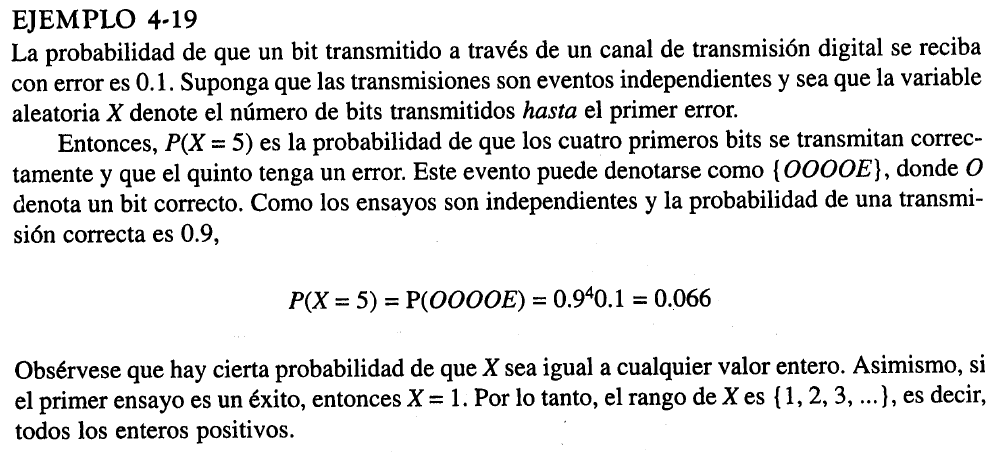 EJEMPLO 4-19
La probabilidad de que un bit transmitido a través de un canal de transmisión digital se reciba
con error es 0.1. Suponga que las transmisiones son eventos independientes y sea que la variable
aleatoria X denote el número de bits transmitidos hasta el primer error.
Entonces, P(X = 5) es la probabilidad de que los cuatro primeros bits se transmitan correc-
tamente y que el quinto tenga un error. Este evento puede denotarse como {OOOOE}, donde O
denota un bit correcto. Como los ensayos son independientes y la probabilidad de una transmi-
sión correcta es 0.9,
P(X = 5) = P(OOOOE) = 0.9⁴0.1 = 0.066
Obsérvese que hay cierta probabilidad de que X sea igual a cualquier valor entero. Asimismo, si
el primer ensayo es un éxito, entonces X = 1. Por lo tanto, el rango de X es {1, 2, 3, ...}, es decir,
todos los enteros positivos.